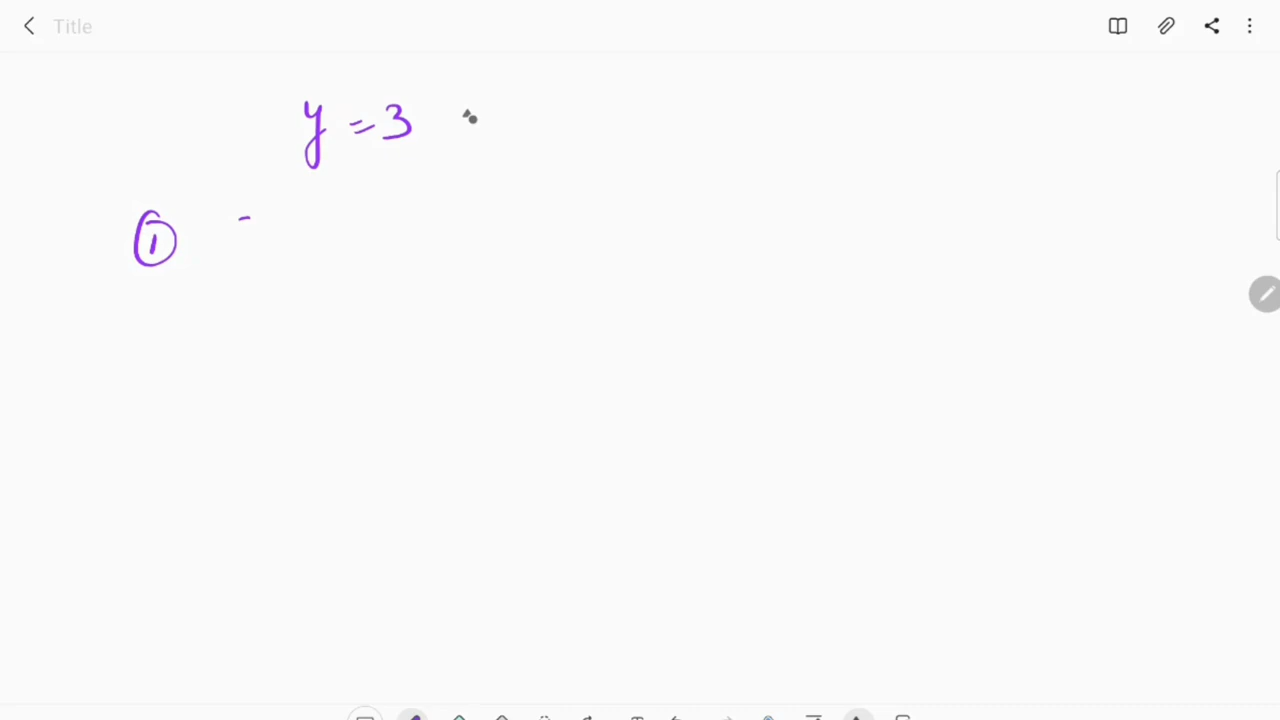 Title
y = 3
① -